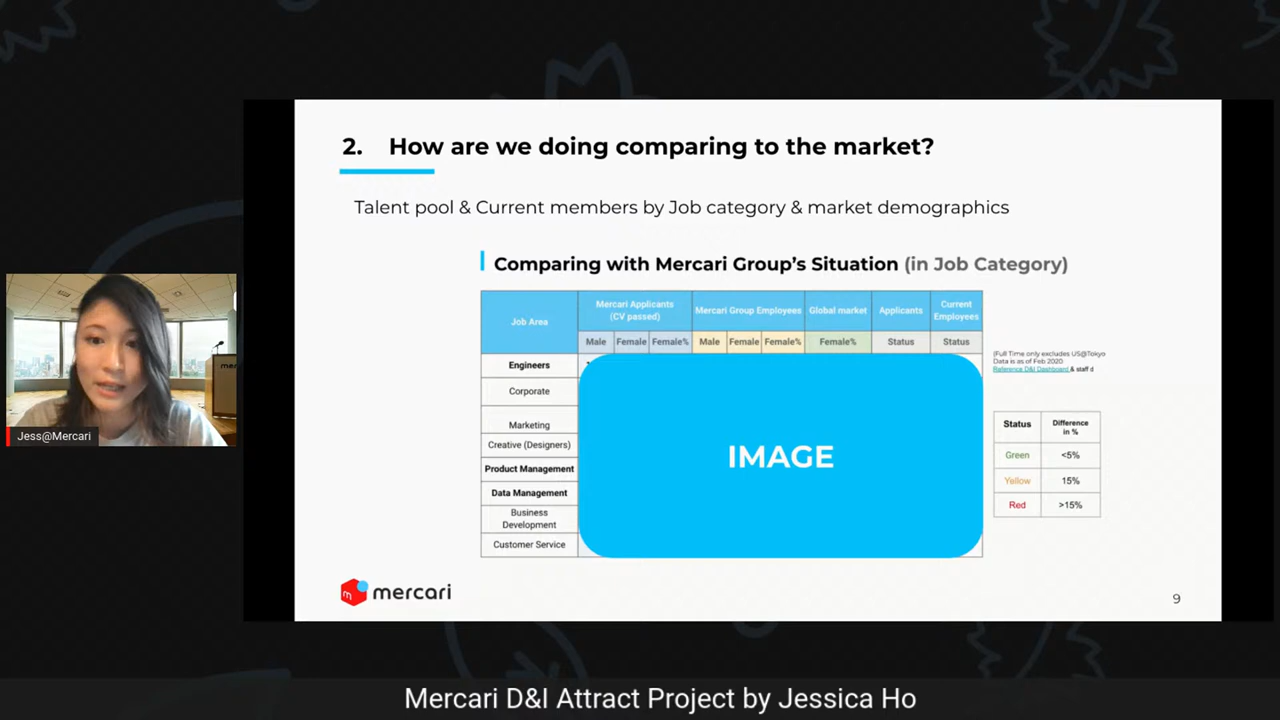 2. How are we doing comparing to the market?
Talent pool & Current members by Job category & market demographics
Comparing with Mercari Group's Situation (in Job Category)
Job Area
Mercari Applicants
(CV passed)
Mercari Group Employees
Global market
Applicants
Current
Employees
Male
Female
Female%
Male
Female
Female%
Female%
Status
Status
Engineers
Corporate
Marketing
Creative (Designers)
Product Management
Data Management
Business
Development
Customer Service
IMAGE
(Full Time only excludes US@Tokyo
Data is as of Feb 2020
Reference D&I Dashboard & staff d
Status
Difference
in %
Green
<5%
Yellow
15%
Red
>15%
mercari
9
mer
Jess@Mercari
Mercari D&I Attract Project by Jessica Ho